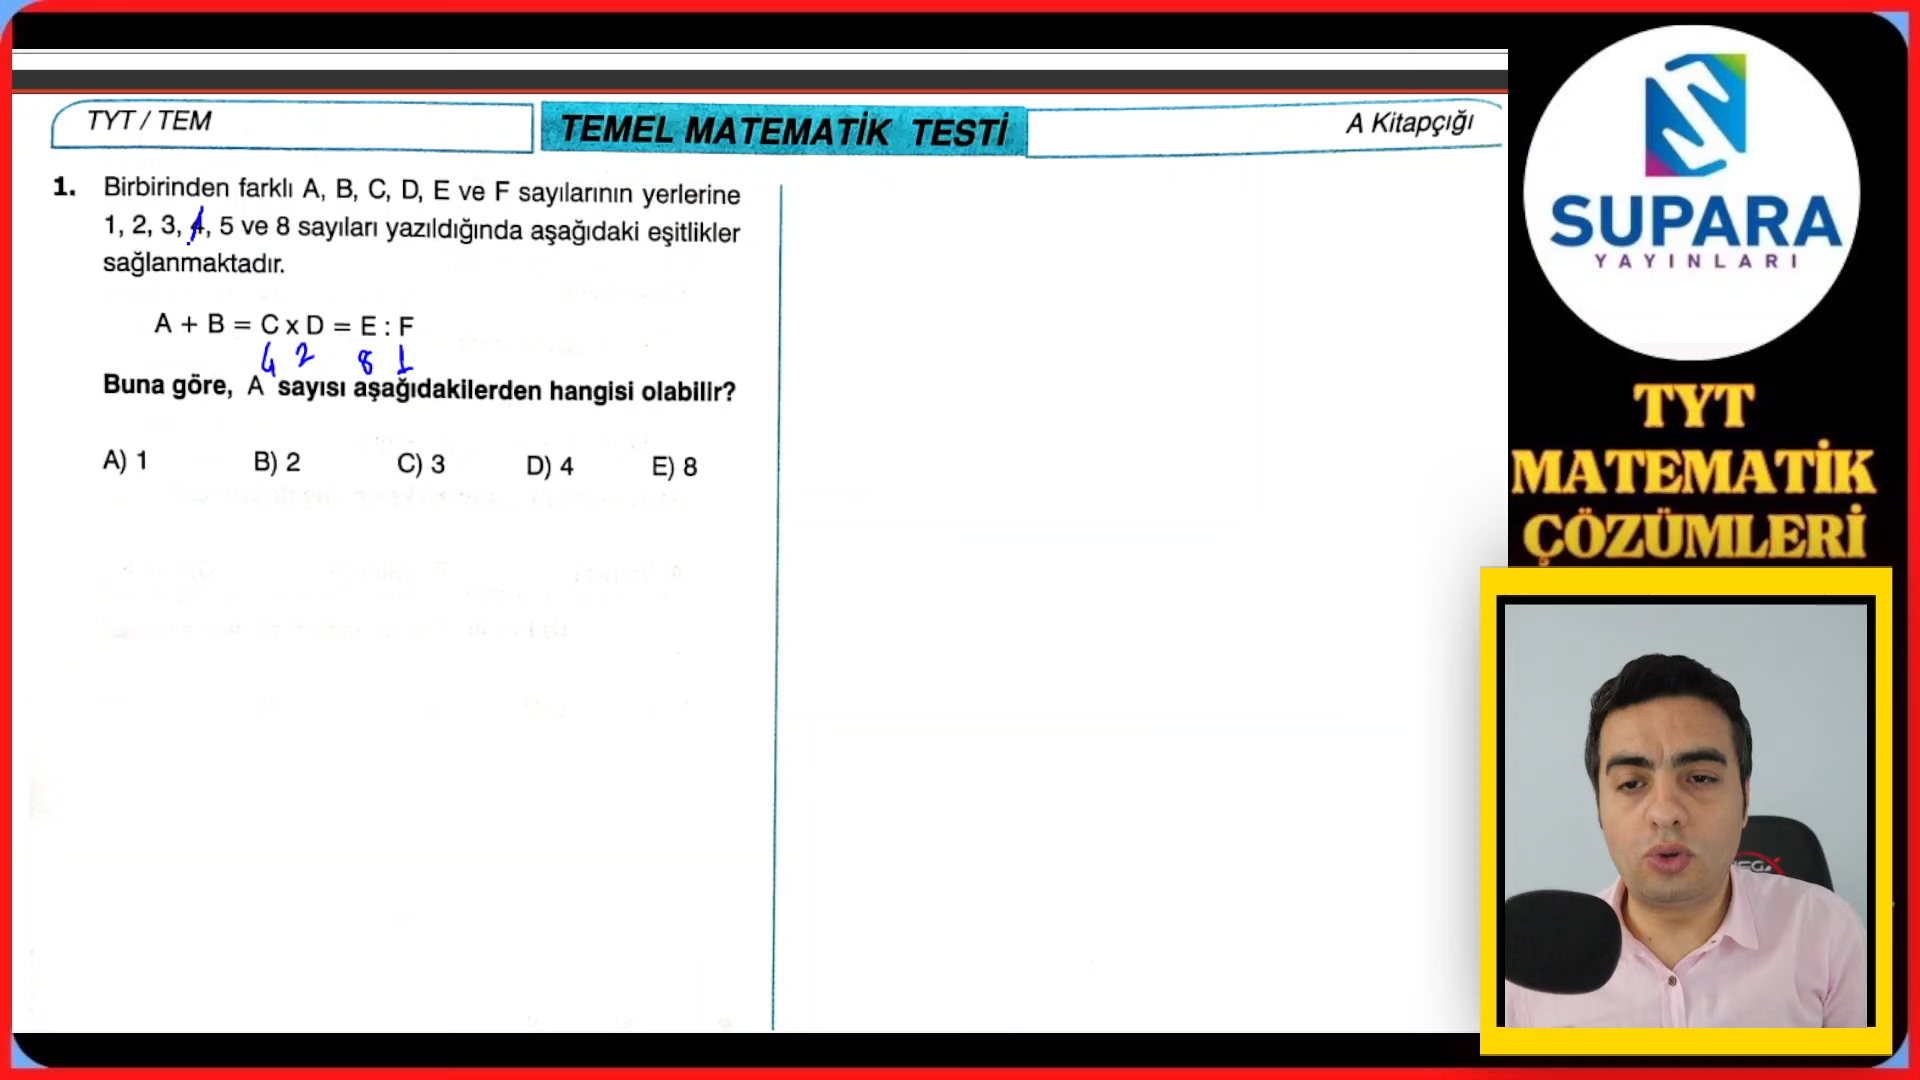 TYT / TEM
TEMEL MATEMATİK TESTİ
A Kitapçığı
1. Birbirinden farklı A, B, C, D, E ve F sayılarının yerlerine
1, 2, 3, 4, 5 ve 8 sayıları yazıldığında aşağıdaki eşitlikler
sağlanmaktadır.
A + B = C x D = E : F
4 2 8 1
Buna göre, A sayısı aşağıdakilerden hangisi olabilir?
A) 1 B) 2 C) 3 D) 4 E) 8
SUPARA
YAYINLARI
TYT
MATEMATİK
ÇÖZÜMLERİ